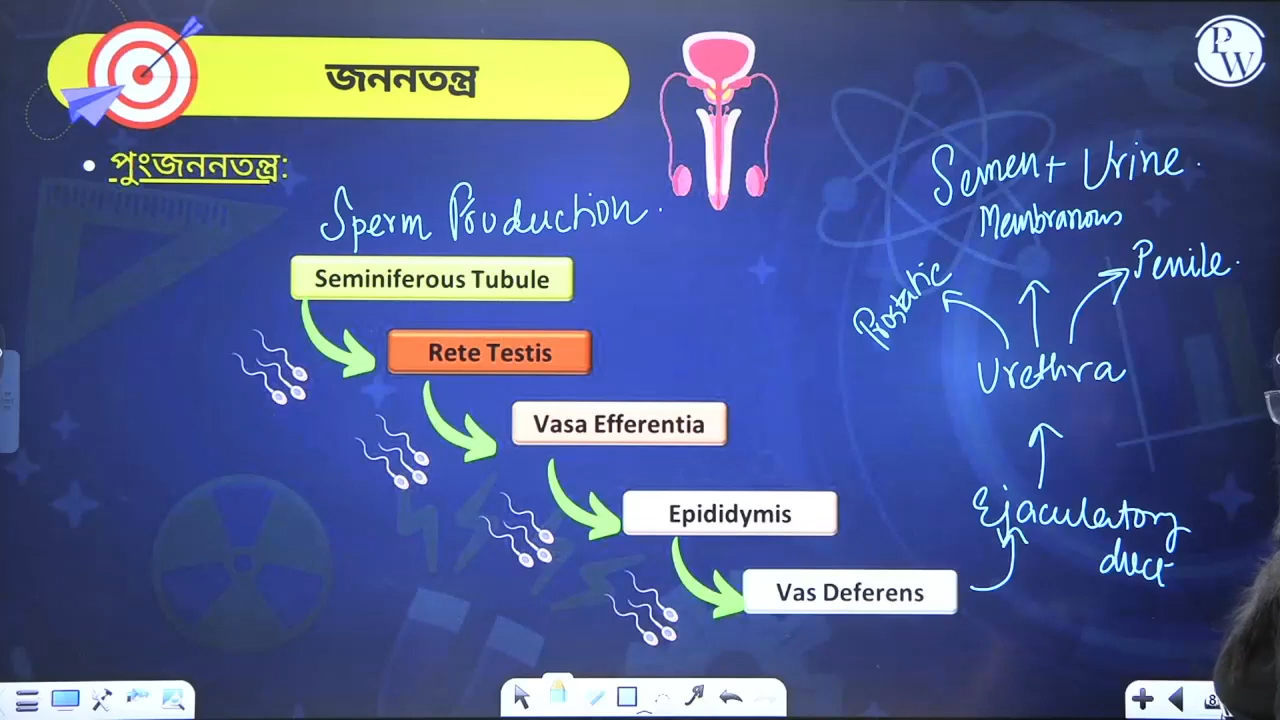 জননতন্ত্র
PW
• পুংজননতন্ত্র:
Sperm Production.
Seminiferous Tubule
Rete Testis
Vasa Efferentia
Epididymis
Vas Deferens
Semen + Urine.
Membranous
Prostatic
Penile.
Urethra
Ejaculatory
duct
8